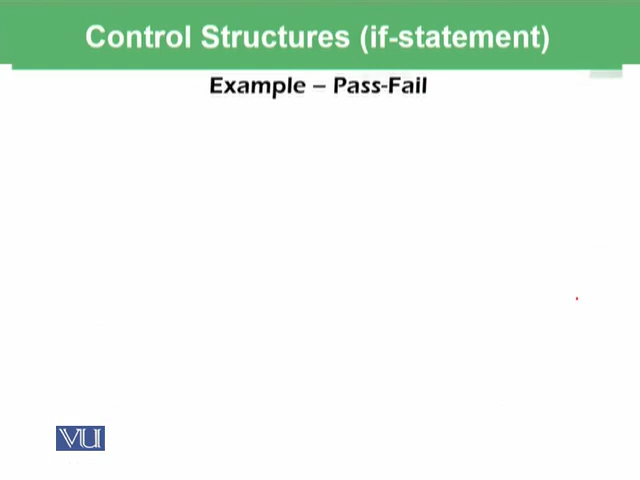 Control Structures (if-statement)
Example – Pass-Fail
VU